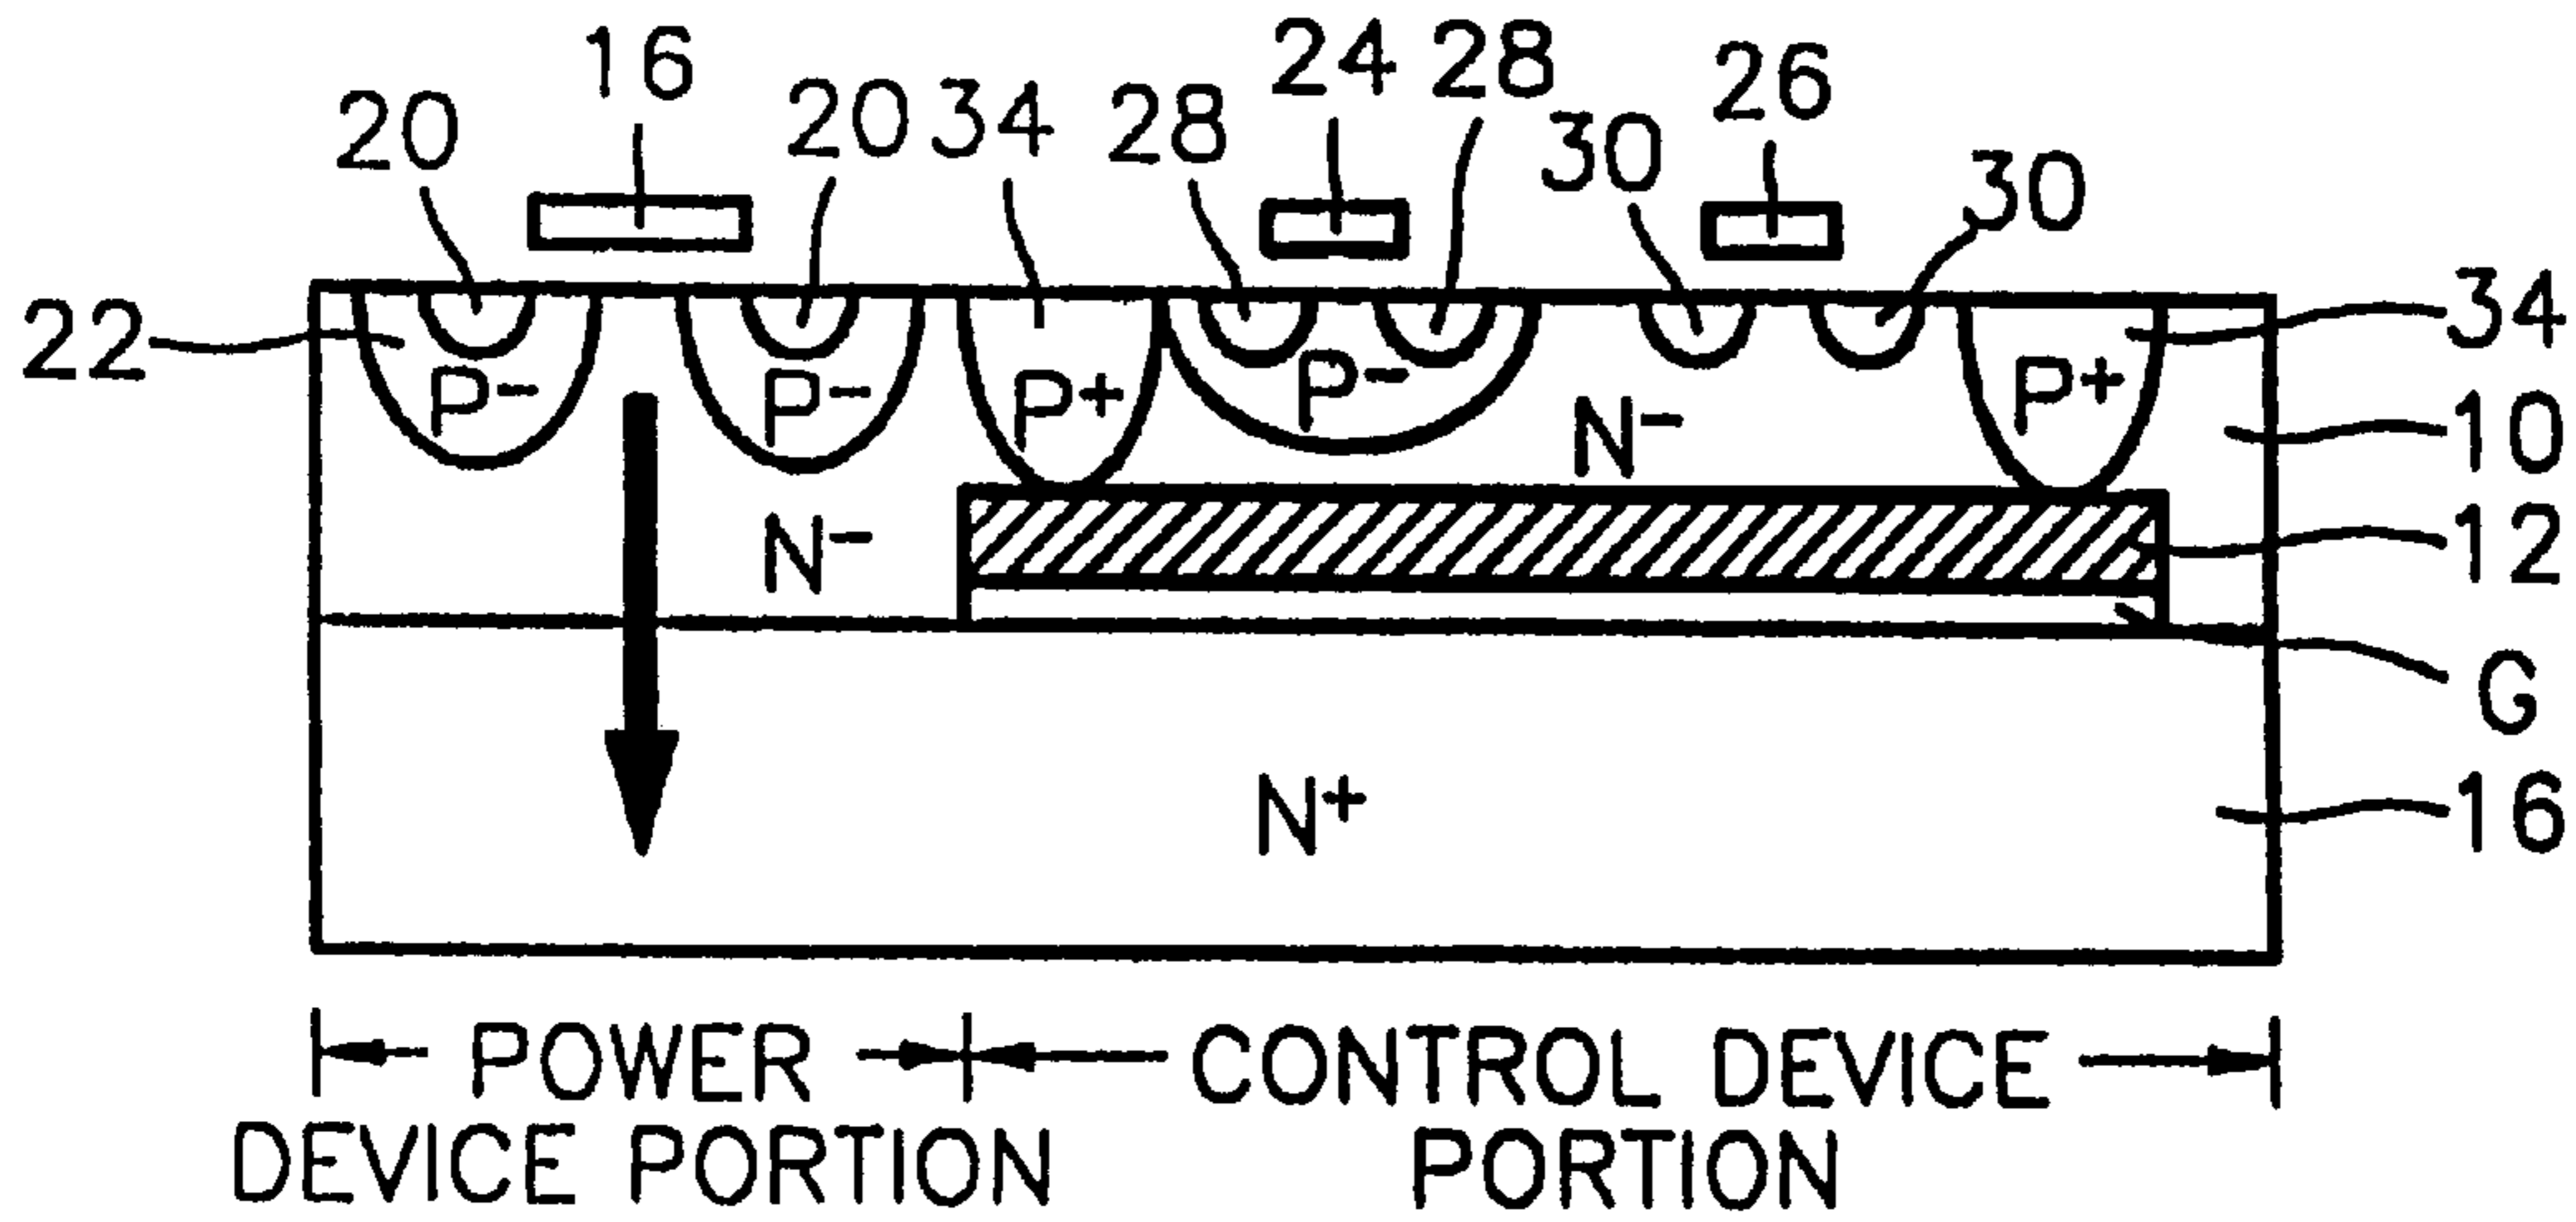 16
24 28
26
20
20 34 28
30
30
22
34
P-
P-
P+
P-
N-
P+
10
N-
12
G
N+
16
POWER
DEVICE PORTION
CONTROL DEVICE
PORTION